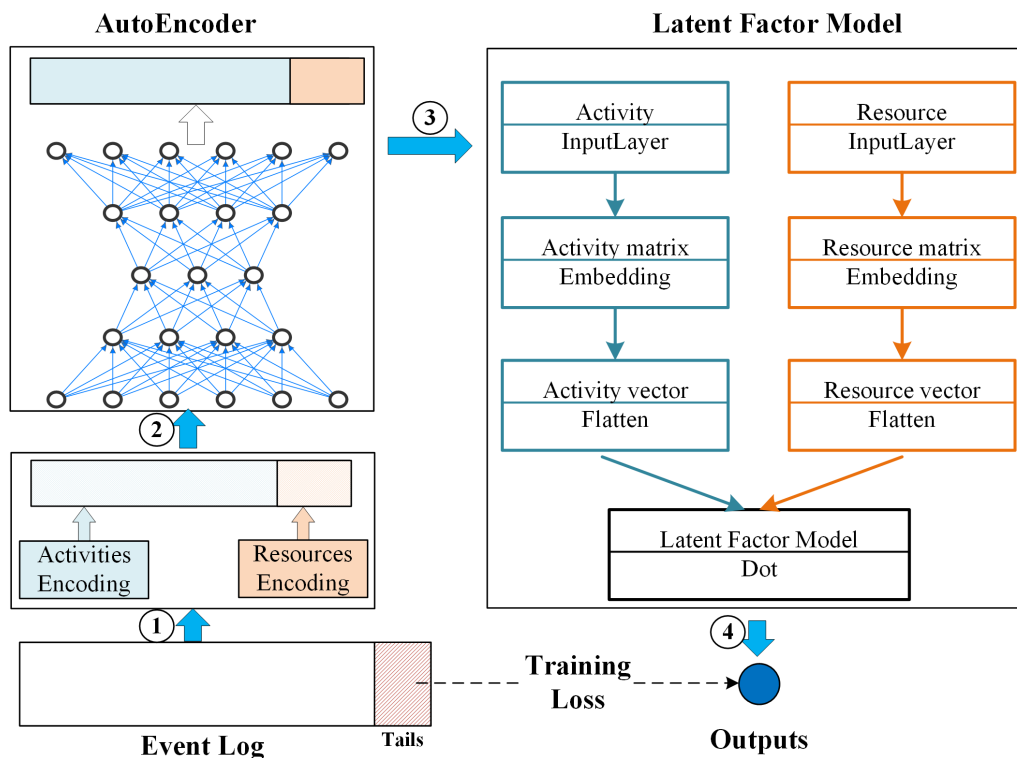 AutoEncoder
Latent Factor Model
3
Activity
InputLayer
Resource
InputLayer
Activity matrix
Embedding
Resource matrix
Embedding
Activity vector
Flatten
Resource vector
Flatten
Latent Factor Model
Dot
2
Activities
Encoding
Resources
Encoding
1
4
Training
Loss
Event Log
Tails
Outputs